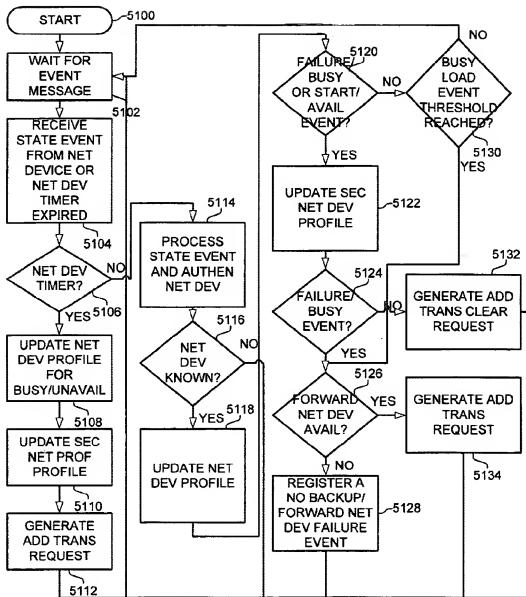 START
5100
WAIT FOR
EVENT
MESSAGE
5102
RECEIVE
STATE EVENT
FROM NET
DEVICE OR NET
DEV
TIMER
EXPIRED
5104
NET DEV
TIMER?
NO
5106
YES
UPDATE NET
DEV PROFILE
FOR
BUSY/UNAVAIL
5108
UPDATE SEC
NET PROF
PROFILE
5110
GENERATE
ADD TRANS
REQUEST
5112
5114
PROCESS
STATE EVENT
AND AUTHEN
NET DEV
5116
NET
DEV
KNOWN?
NO
YES
5118
UPDATE NET
DEV PROFILE
5120
FAILURE/
BUSY
OR START/
AVAIL
EVENT?
NO
YES
UPDATE SEC
NET DEV
PROFILE
5122
5124
FAILURE/
BUSY
EVENT?
NO
YES
5126
FORWARD
NET DEV
AVAIL?
YES
NO
REGISTER A
NO BACKUP/
FORWARD NET
DEV FAILURE
EVENT
5128
NO
BUSY
LOAD
EVENT
THRESHOLD
REACHED?
5130
YES
5132
GENERATE ADD
TRANS CLEAR
REQUEST
GENERATE ADD
TRANS
REQUEST
5134